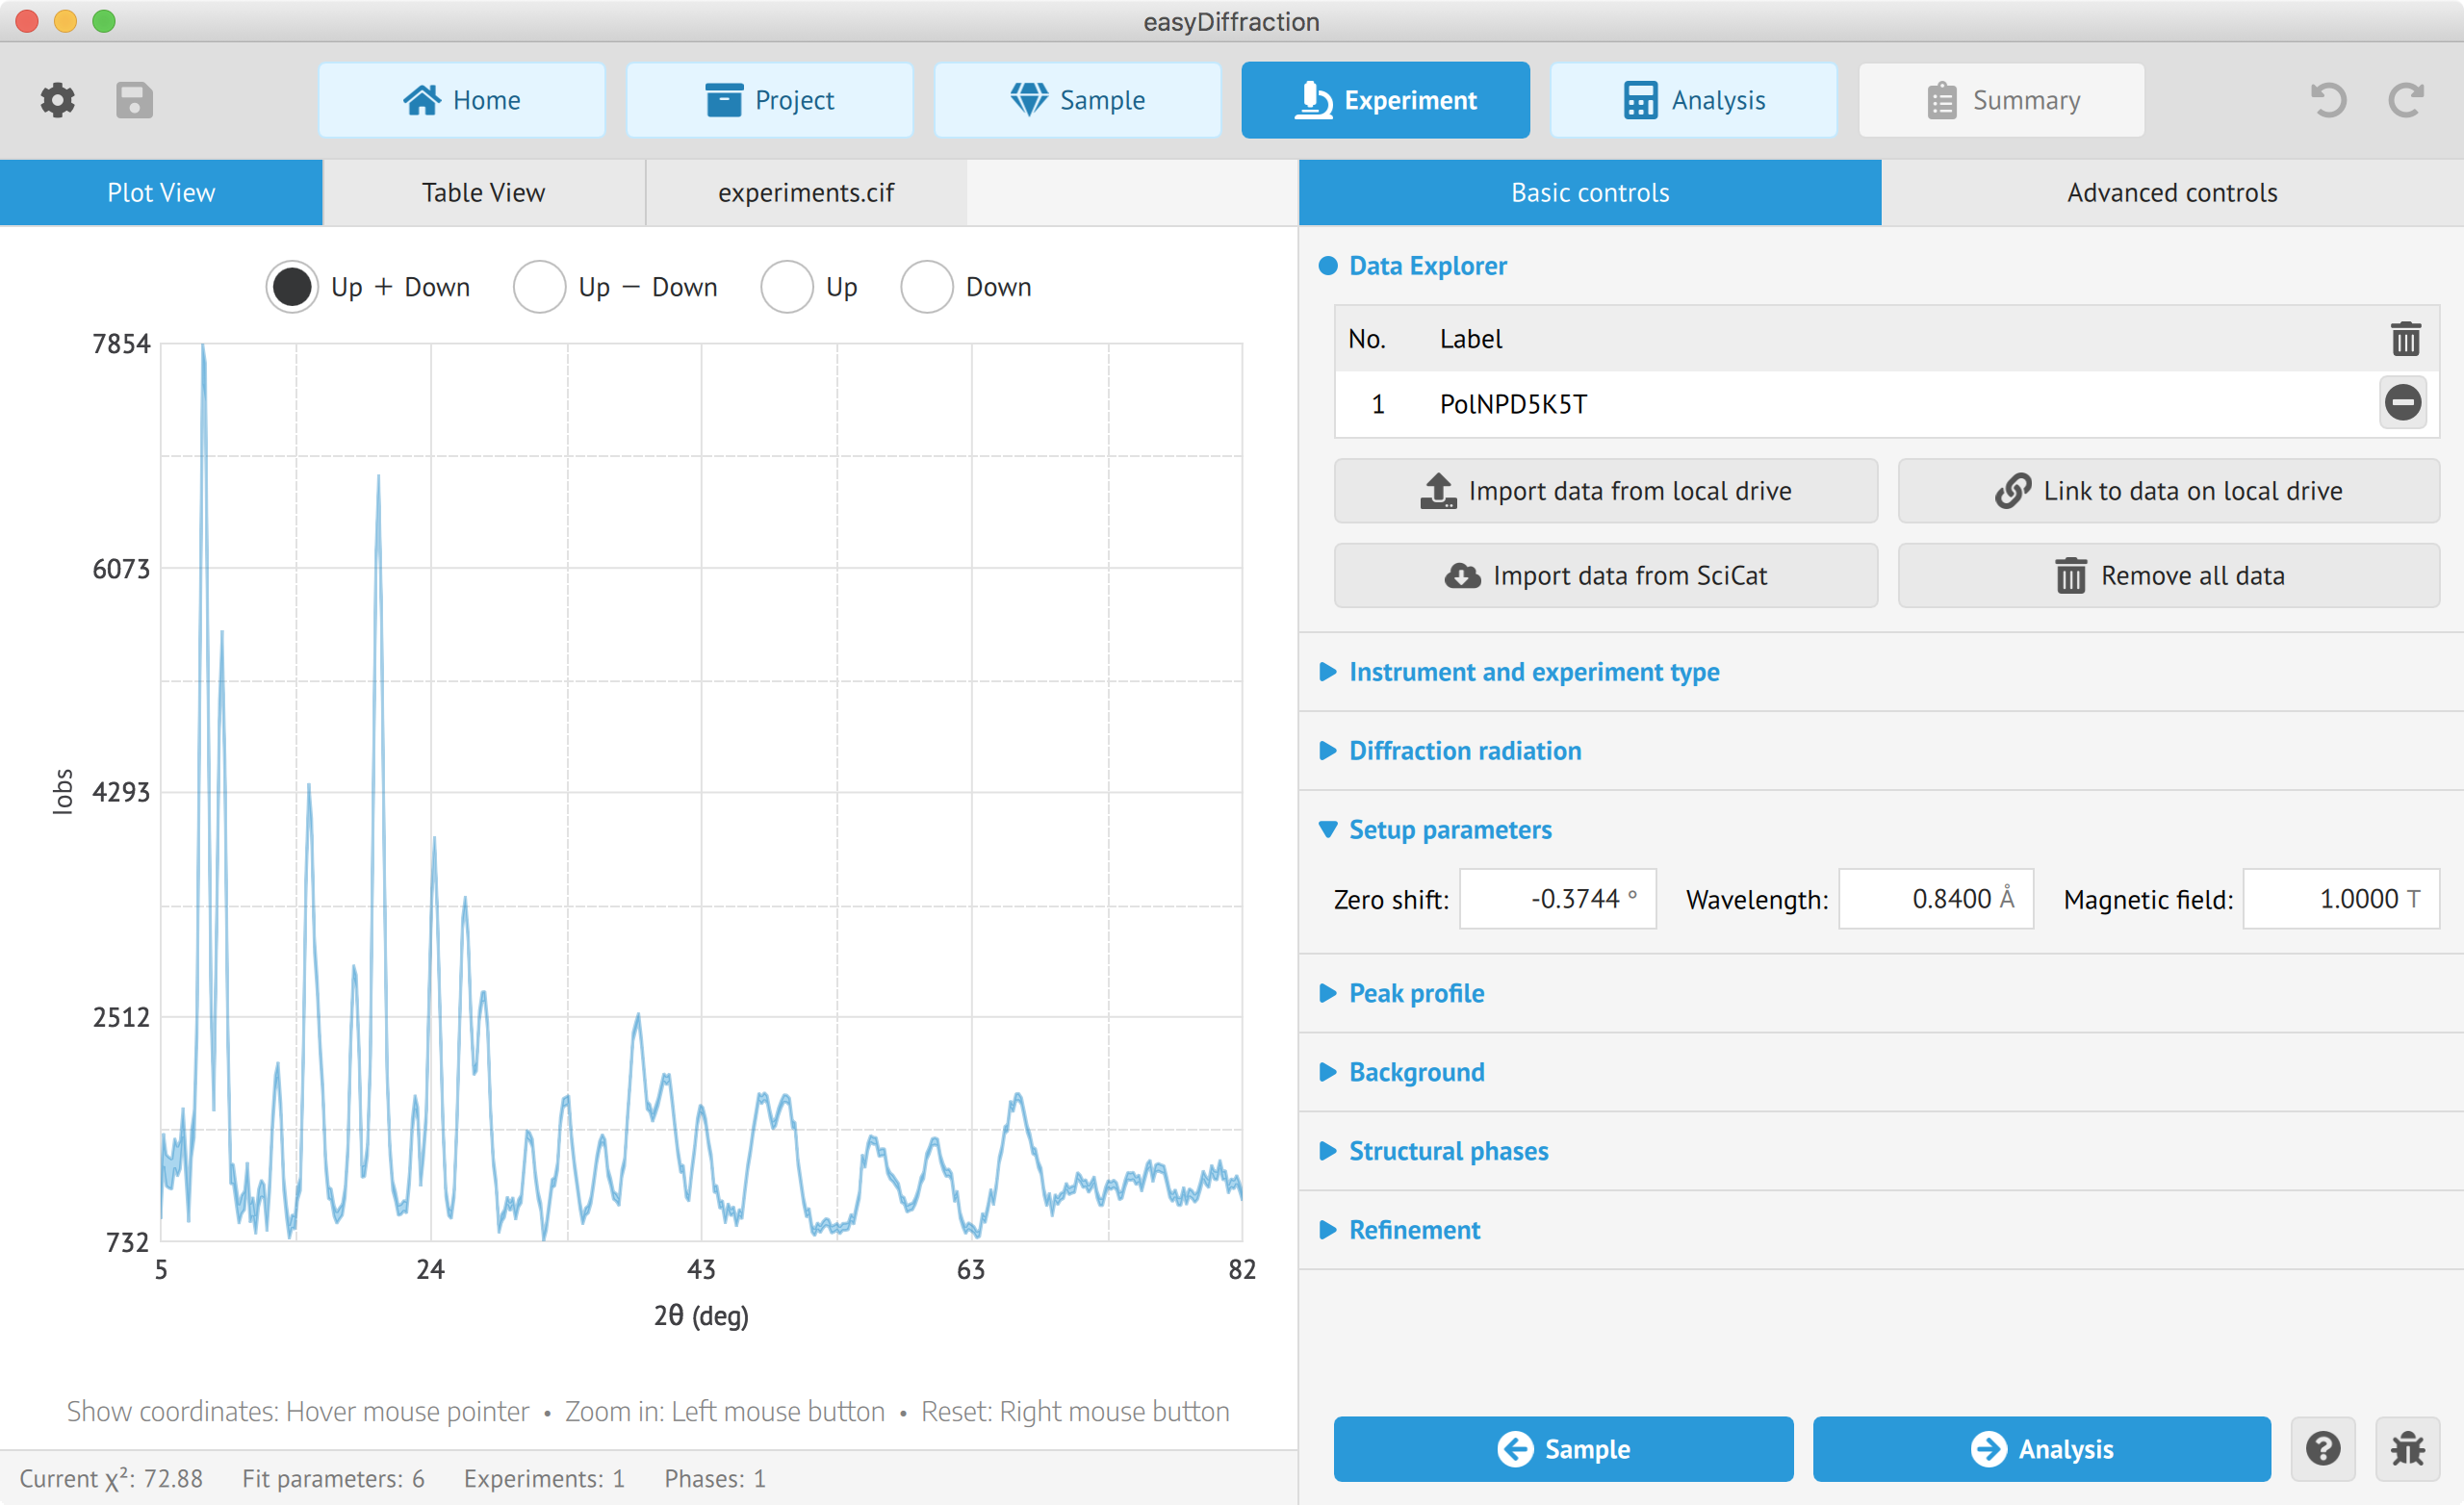 easyDiffraction
Home
Project
Sample
Experiment
Analysis
Summary
Plot View
Table View
experiments.cif
Basic controls
Advanced controls
Up + Down
Up − Down
Up
Down
7854
6073
4293
2512
732
Iobs
5
24
43
63
82
2θ (deg)
Show coordinates: Hover mouse pointer • Zoom in: Left mouse button • Reset: Right mouse button
Current χ²: 72.88
Fit parameters: 6
Experiments: 1
Phases: 1
Data Explorer
No. Label
1 PolNPD5K5T
Import data from local drive
Link to data on local drive
Import data from SciCat
Remove all data
Instrument and experiment type
Diffraction radiation
Setup parameters
Zero shift: -0.3744 °
Wavelength: 0.8400 Å
Magnetic field: 1.0000 T
Peak profile
Background
Structural phases
Refinement
Sample
Analysis